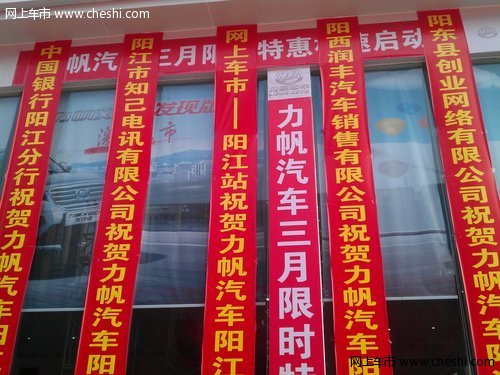 网上车市 www.cheshi.com
帆汽 三月限 特惠 速启动
中国银行阳江分行祝贺力帆汽车阳
阳江市知己电讯有限公司祝贺力帆汽车阳
网上车市——阳江站祝贺力帆汽车阳江
力帆汽车三月限时特
阳西润丰汽车销售有限公司祝贺力帆汽车阳
阳东县创业网络有限公司祝贺力帆汽车阳
发现版
网上车市 www.cheshi.com